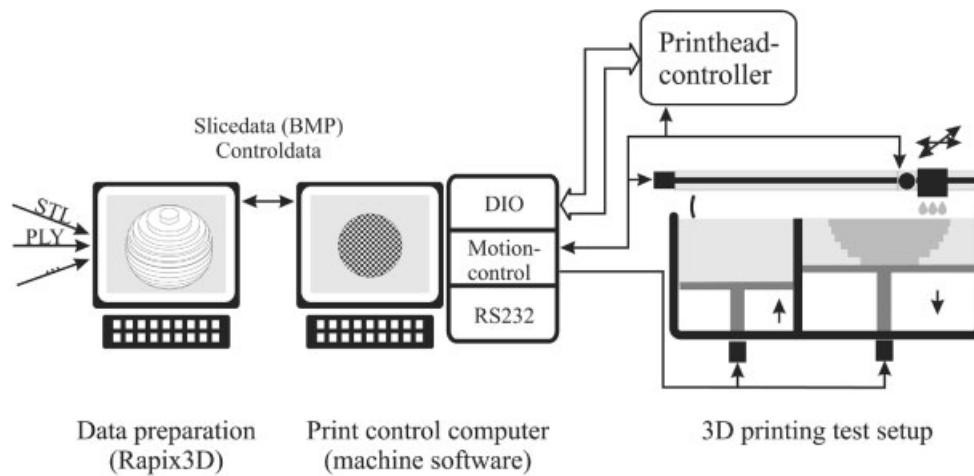 Printhead-
controller
Slicedata (BMP)
Controldata
STL
PLY
...
DIO
Motion-
control
RS232
Data preparation
(Rapix3D)
Print control computer
(machine software)
3D printing test setup